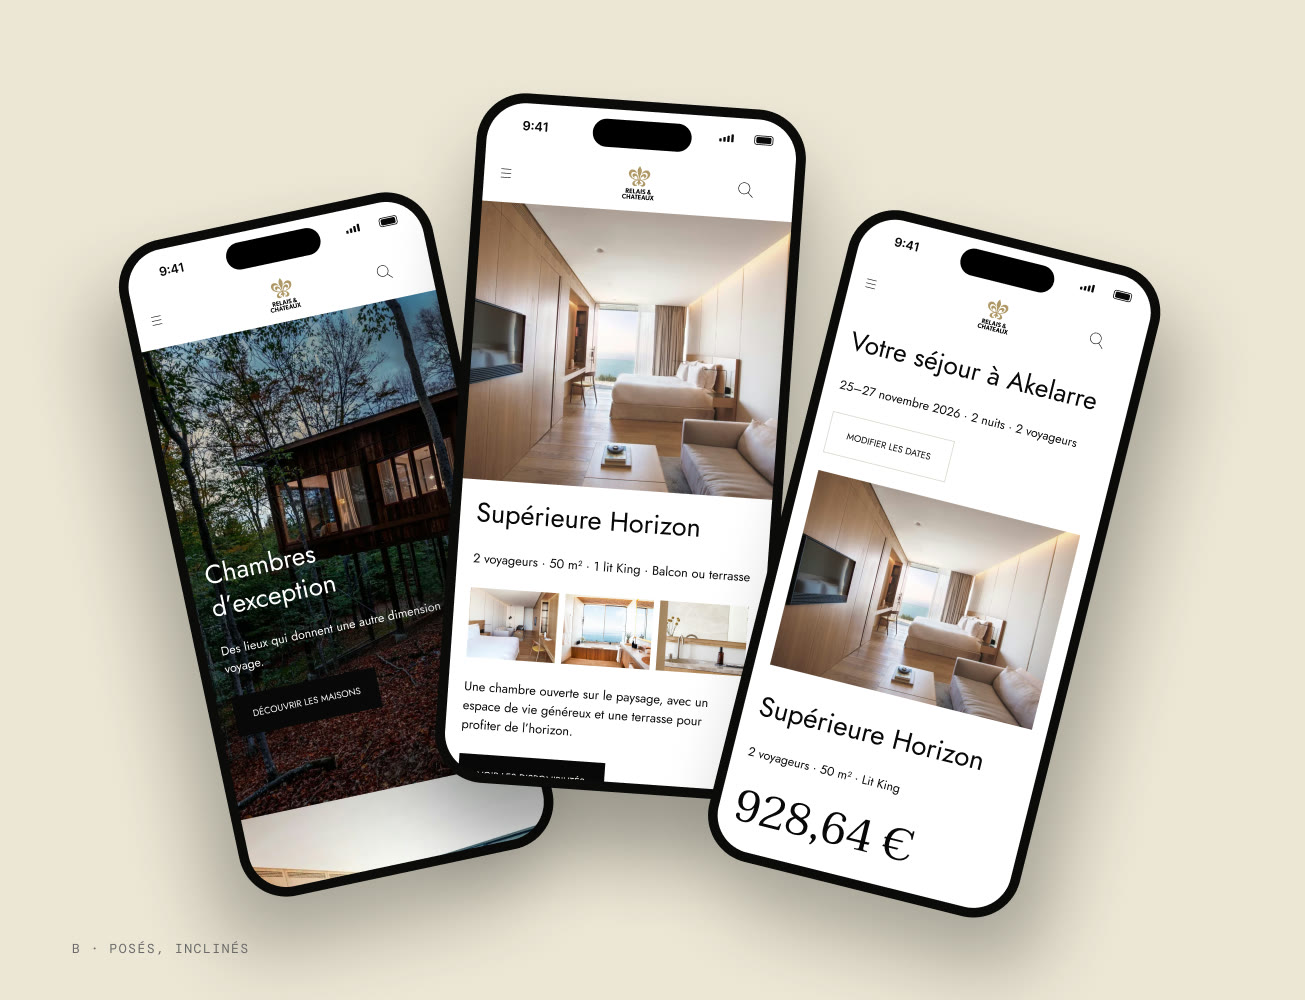 9:41
RELAIS &
CHATEAUX
Chambres
d’exception
Des lieux qui donnent une autre dimension
voyage.
DÉCOUVRIR LES MAISONS
9:41
RELAIS &
CHATEAUX
Supérieure Horizon
2 voyageurs · 50 m² · 1 lit King · Balcon ou terrasse
Une chambre ouverte sur le paysage, avec un
espace de vie généreux et une terrasse pour
profiter de l’horizon.
VOIR LES DISPONIBILITÉS
9:41
RELAIS &
CHATEAUX
Votre séjour à Akelarre
25–27 novembre 2026 · 2 nuits · 2 voyageurs
MODIFIER LES DATES
Supérieure Horizon
2 voyageurs · 50 m² · Lit King
928,64 €
B · POSÉS, INCLINÉS